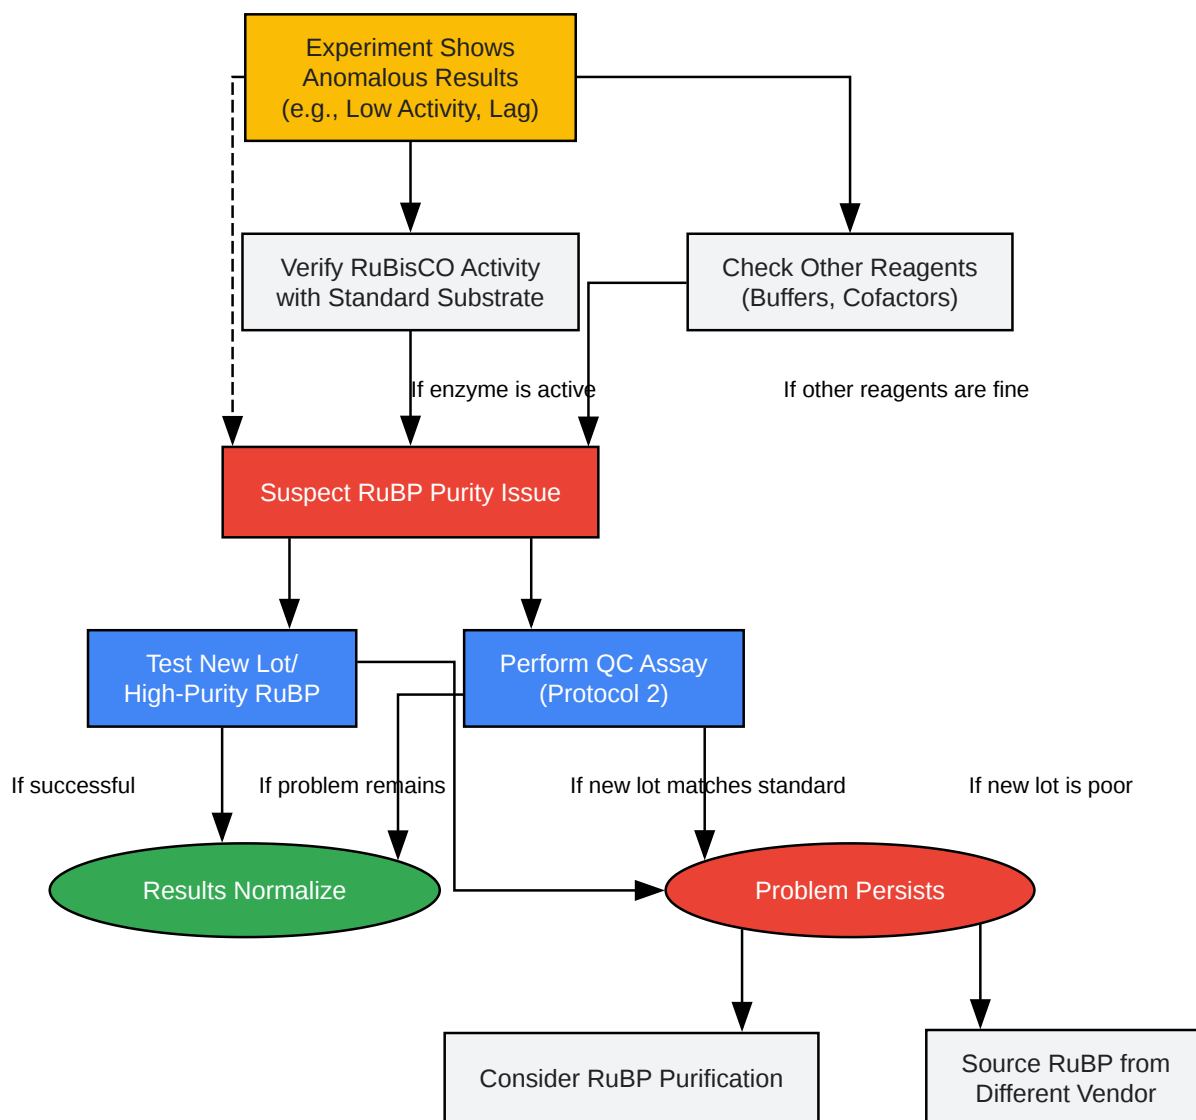 Experiment Shows
Anomalous Results
(e.g., Low Activity, Lag)
Verify RuBisCO Activity
with Standard Substrate
Check Other Reagents
(Buffers, Cofactors)
If enzyme is active
If other reagents are fine
Suspect RuBP Purity Issue
Test New Lot/
High-Purity RuBP
Perform QC Assay
(Protocol 2)
If successful
If problem remains
If new lot matches standard
If new lot is poor
Results Normalize
Problem Persists
Consider RuBP Purification
Source RuBP from
Different Vendor